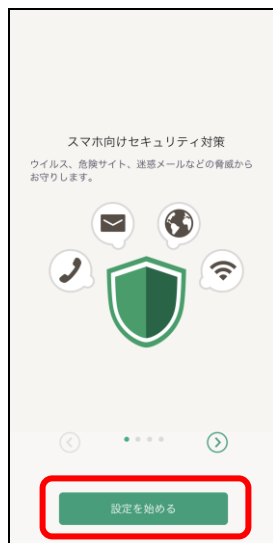 スマホ向けセキュリティ対策
ウイルス、危険サイト、迷惑メールなどの脅威から
お守りします。
設定を始める